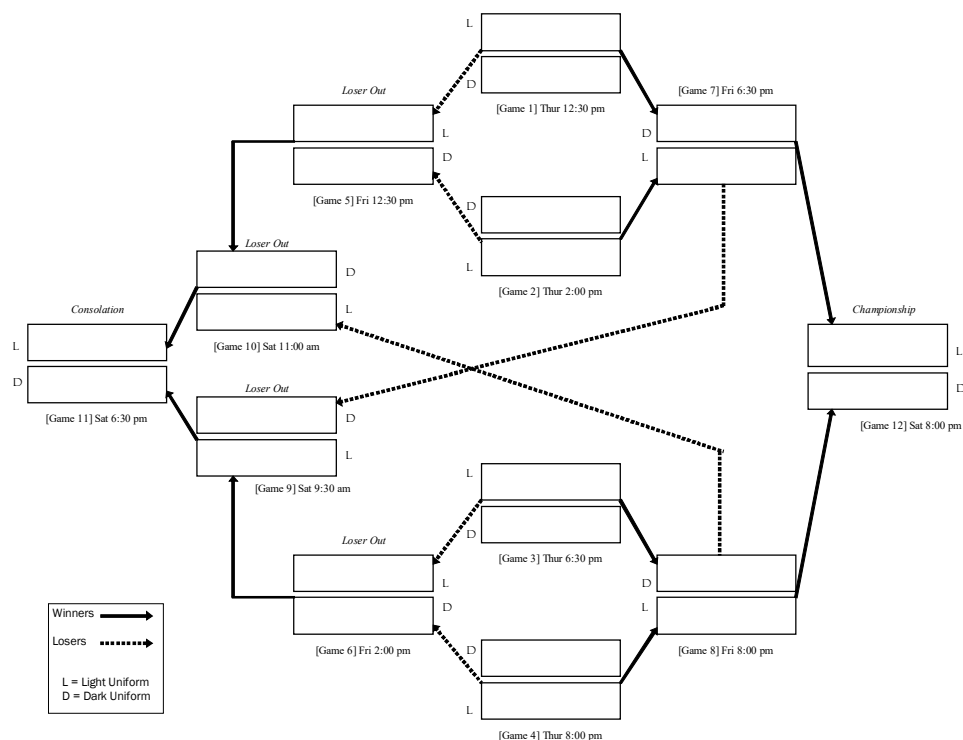 L
D
[Game 1] Thur 12:30 pm
Loser Out
L
D
[Game 5] Fri 12:30 pm
[Game 7] Fri 6:30 pm
D
L
D
L
[Game 2] Thur 2:00 pm
Loser Out
D
L
[Game 10] Sat 11:00 am
Consolation
L
D
[Game 11] Sat 6:30 pm
Championship
L
D
[Game 12] Sat 8:00 pm
Loser Out
D
L
[Game 9] Sat 9:30 am
L
D
[Game 3] Thur 6:30 pm
Loser Out
L
D
[Game 6] Fri 2:00 pm
D
L
[Game 8] Fri 8:00 pm
D
L
[Game 4] Thur 8:00 pm
Winners
Losers
L = Light Uniform
D = Dark Uniform